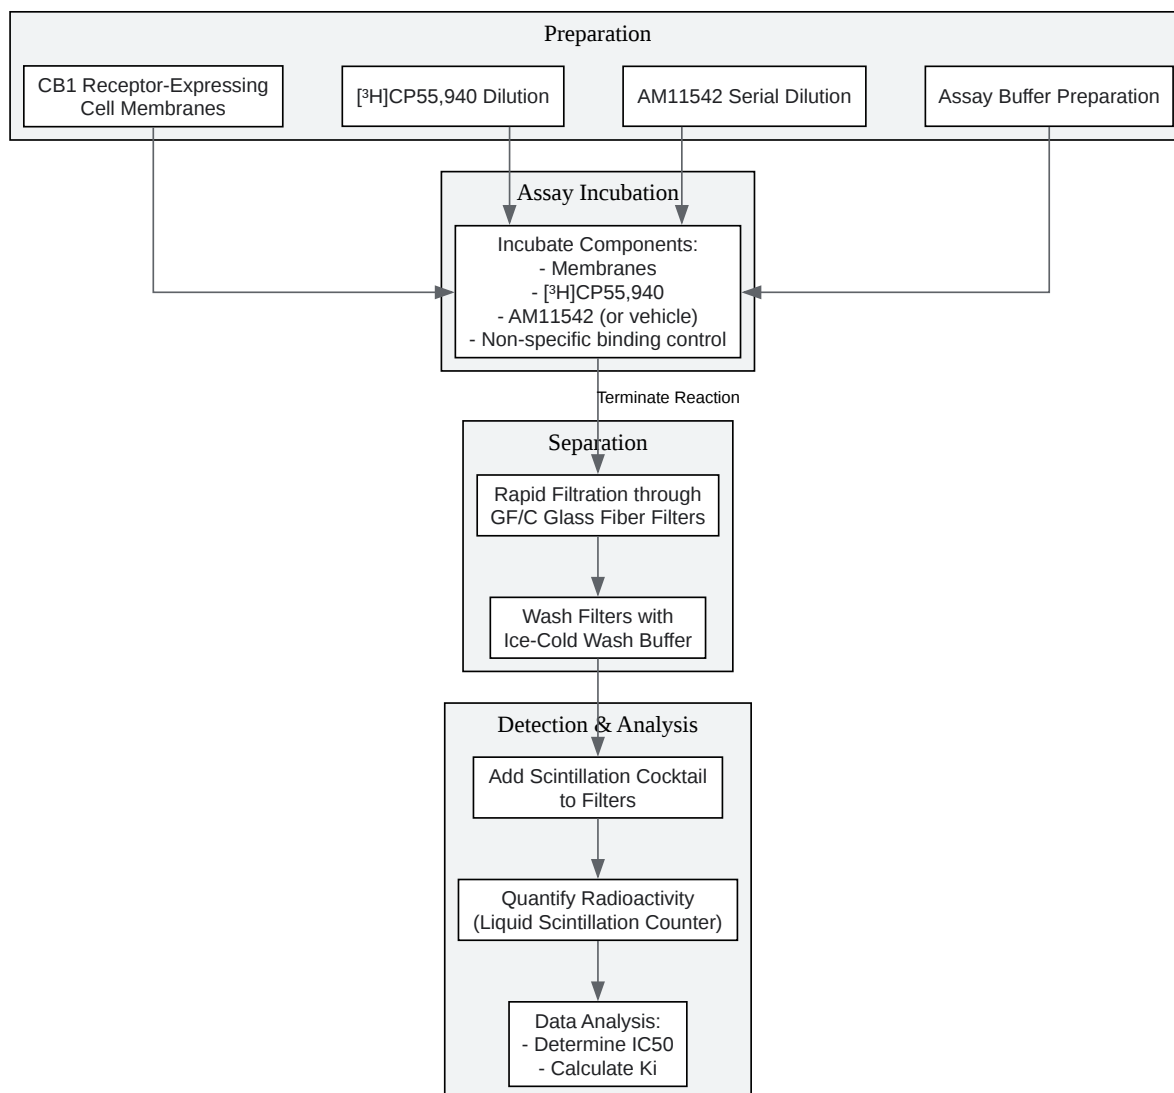 Preparation
CB1 Receptor-Expressing
Cell Membranes
[³H]CP55,940 Dilution
AM11542 Serial Dilution
Assay Buffer Preparation
Assay Incubation
Incubate Components:
- Membranes
- [³H]CP55,940
- AM11542 (or vehicle)
- Non-specific binding control
Terminate Reaction
Separation
Rapid Filtration through
GF/C Glass Fiber Filters
Wash Filters with
Ice-Cold Wash Buffer
Detection & Analysis
Add Scintillation Cocktail
to Filters
Quantify Radioactivity
(Liquid Scintillation Counter)
Data Analysis:
- Determine IC50
- Calculate Ki